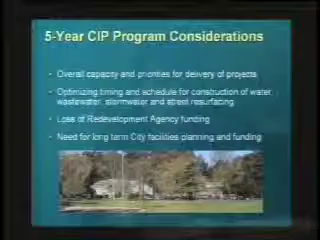 5-Year CIP Program Considerations
• Overall capacity and priorities for delivery of projects
• Optimizing timing and schedule for construction of water
wastewater, stormwater and street resurfacing
• Loss of Redevelopment Agency funding
• Need for long term City facilities planning and funding